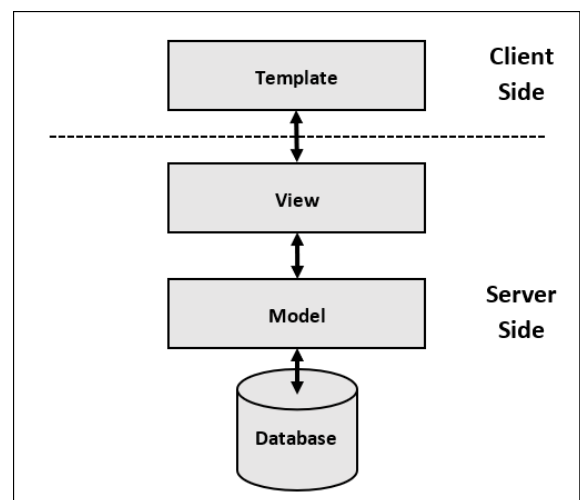 Template
Client
Side
View
Model
Server
Side
Database